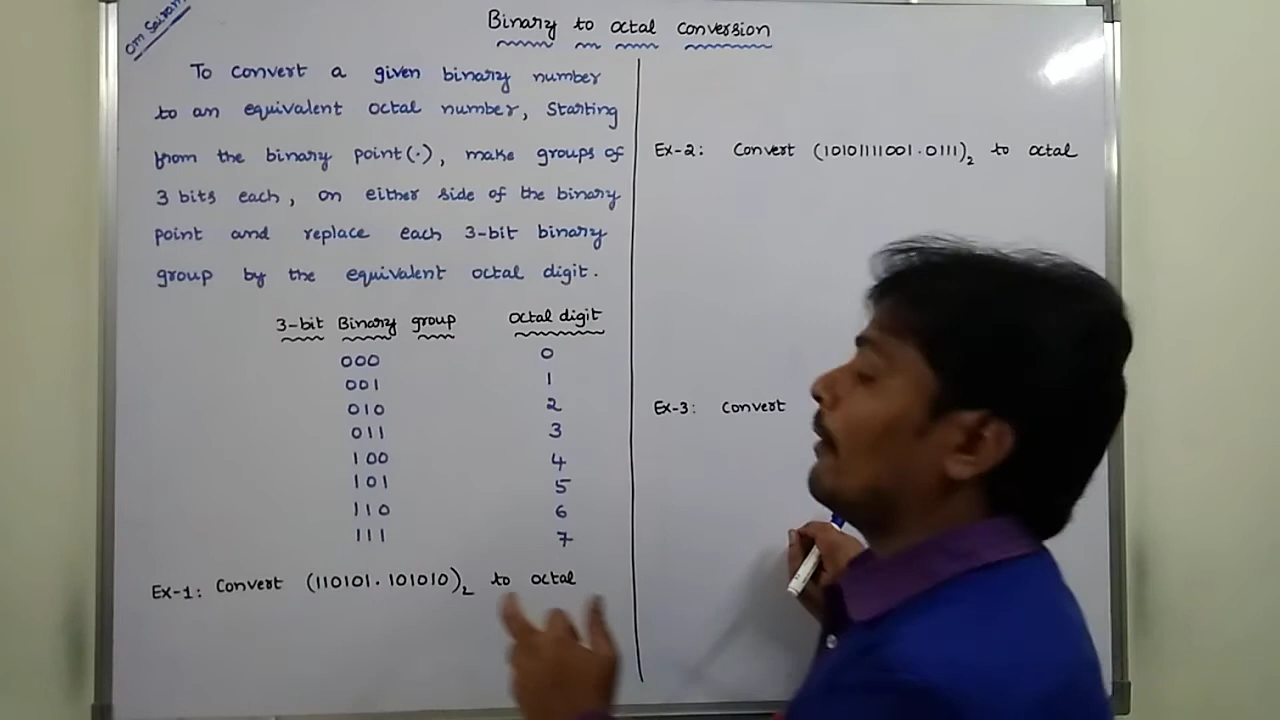 Om Sairam
Binary to octal conversion
To convert a given binary number
to an equivalent octal number, starting
from the binary point(·), make groups of
3 bits each, on either side of the binary
point and replace each 3-bit binary
group by the equivalent octal digit.
3-bit Binary group octal digit
000 0
001 1
010 2
011 3
100 4
101 5
110 6
111 7
Ex-1: Convert (110101.101010)₂ to octal
Ex-2: Convert (10101111001.0111)₂ to octal
Ex-3: Convert